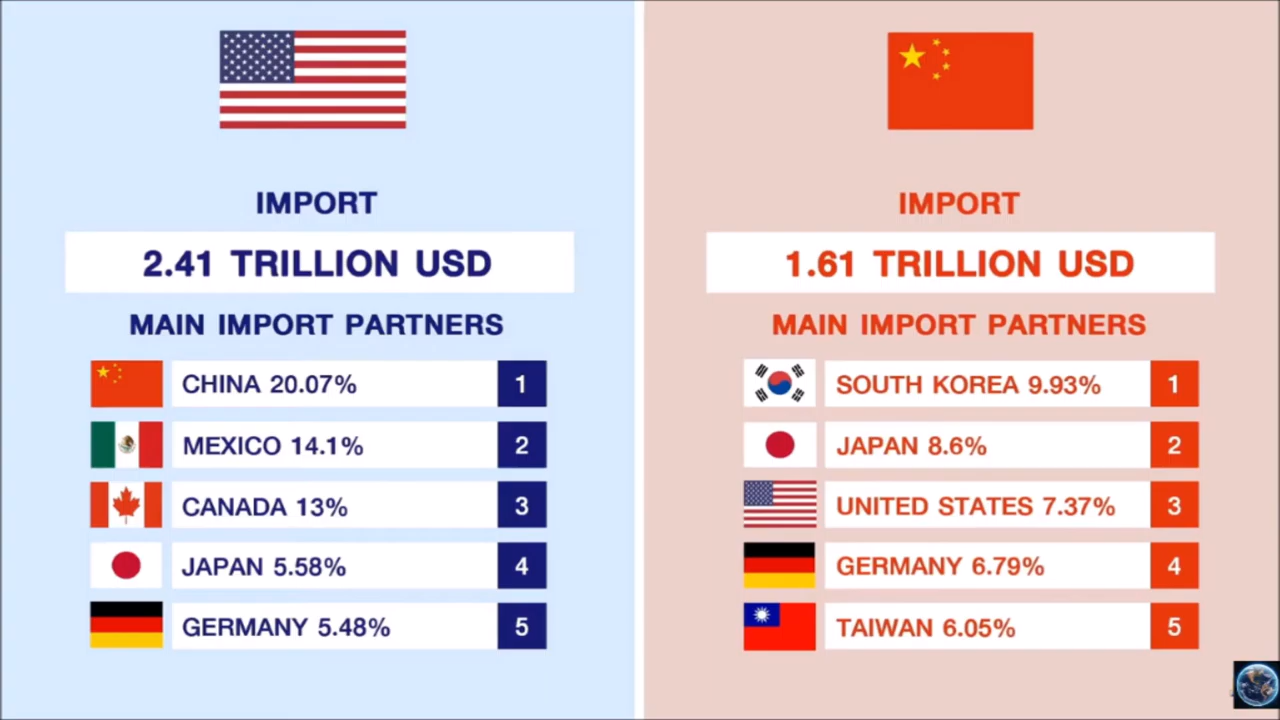 IMPORT
2.41 TRILLION USD
MAIN IMPORT PARTNERS
CHINA 20.07% 1
MEXICO 14.1% 2
CANADA 13% 3
JAPAN 5.58% 4
GERMANY 5.48% 5
IMPORT
1.61 TRILLION USD
MAIN IMPORT PARTNERS
SOUTH KOREA 9.93% 1
JAPAN 8.6% 2
UNITED STATES 7.37% 3
GERMANY 6.79% 4
TAIWAN 6.05% 5